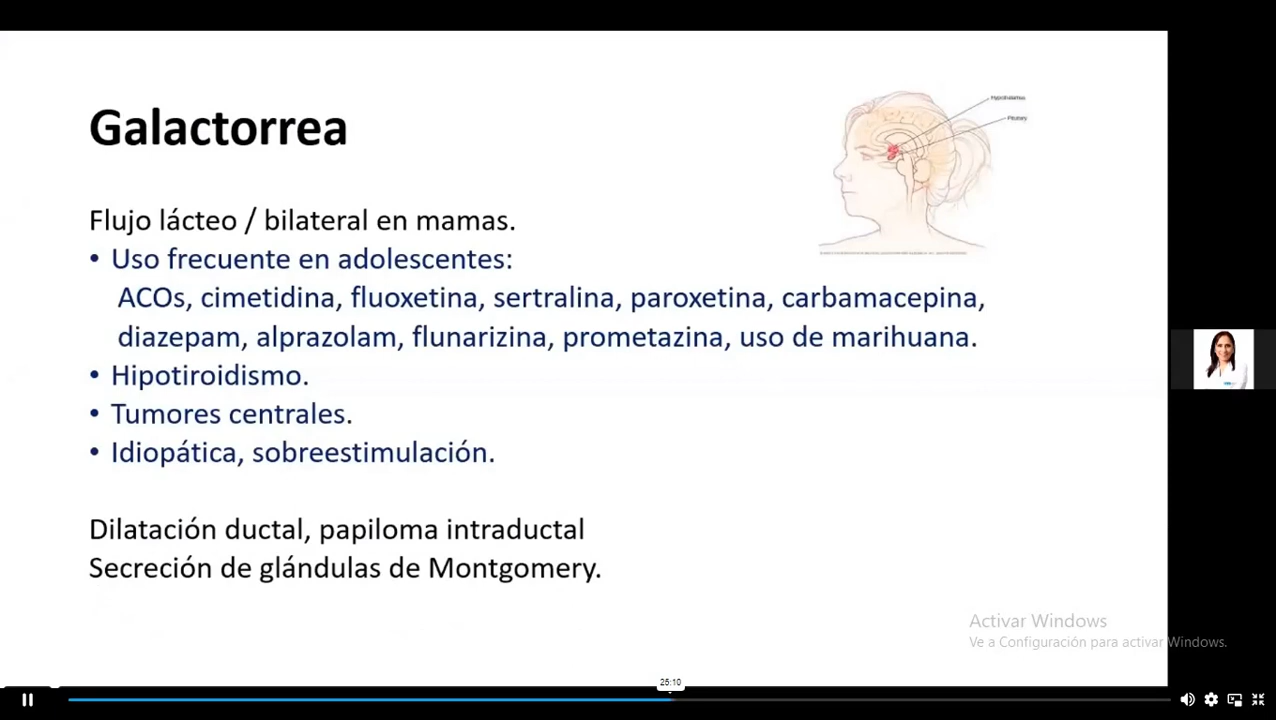 Galactorrea
Hypothalamus
Pituitary
Flujo lácteo / bilateral en mamas.
• Uso frecuente en adolescentes:
ACOs, cimetidina, fluoxetina, sertralina, paroxetina, carbamacepina,
diazepam, alprazolam, flunarizina, prometazina, uso de marihuana.
• Hipotiroidismo.
• Tumores centrales.
• Idiopática, sobreestimulación.
Dilatación ductal, papiloma intraductal
Secreción de glándulas de Montgomery.
Activar Windows
Ve a Configuración para activar Windows.
25:10